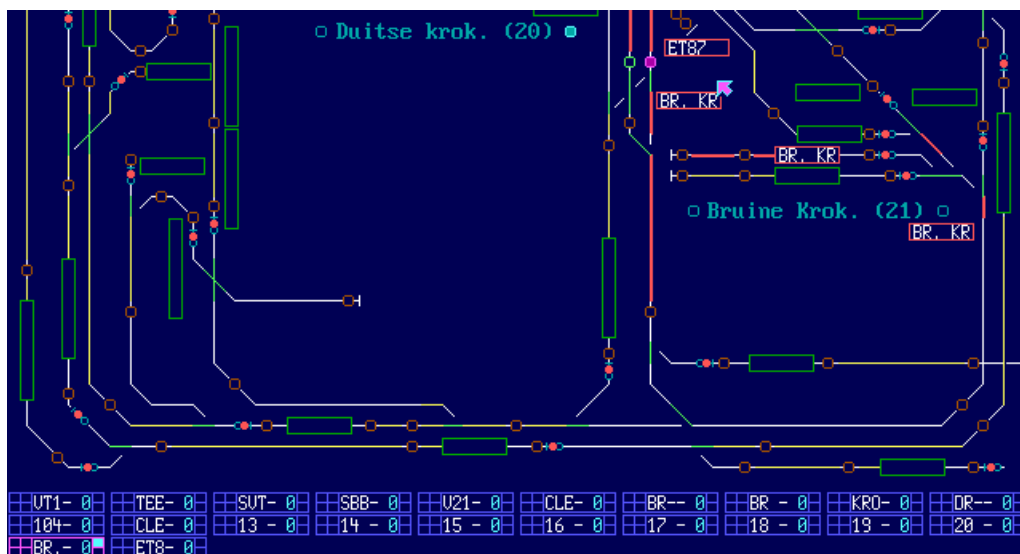 Duitse krok. (20)
ET87
BR. KR
BR. KR
Bruine Krok. (21)
BR. KR
VT1- 0 TEE- 0 SVT- 0 SBB- 0 V21- 0 CLE- 0 BR-- 0 BR - 0 KRO- 0 DR-- 0
104- 0 CLE- 0 13 - 0 14 - 0 15 - 0 16 - 0 17 - 0 18 - 0 19 - 0 20 - 0
BR.- 0 ET8- 0